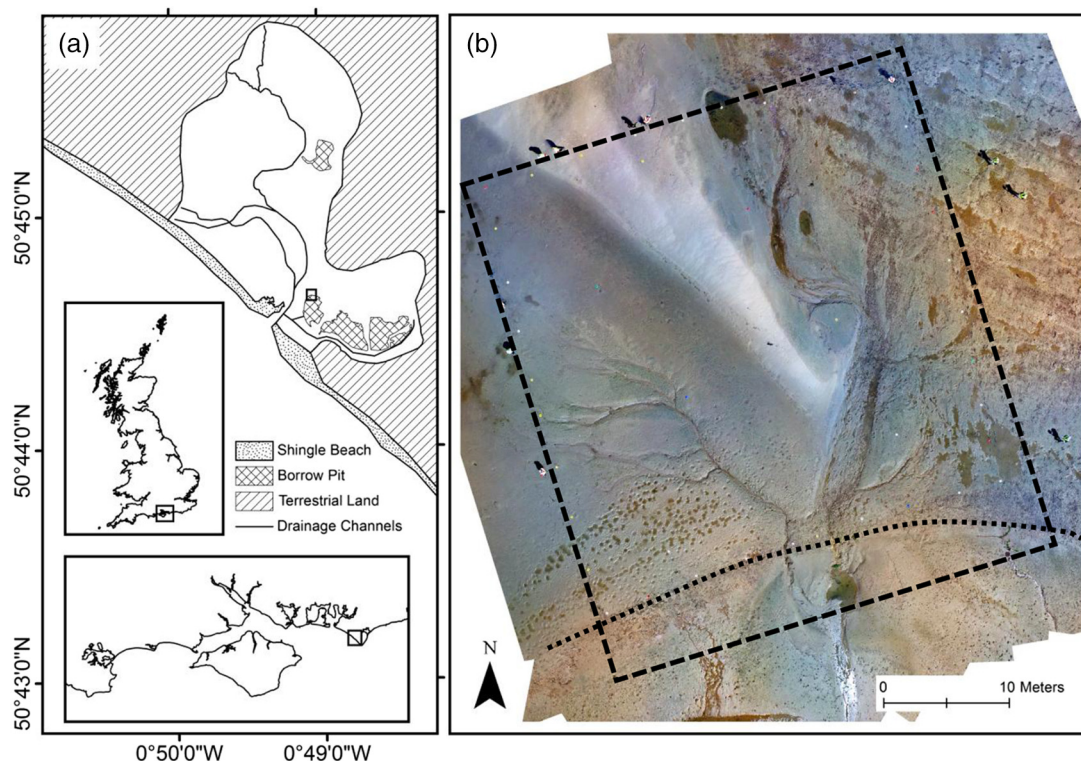 (a)
(b)
50°45'0"N
50°44'0"N
50°43'0"N
Shingle Beach
Borrow Pit
Terrestrial Land
Drainage Channels
0°50'0"W
0°49'0"W
N
0
10 Meters